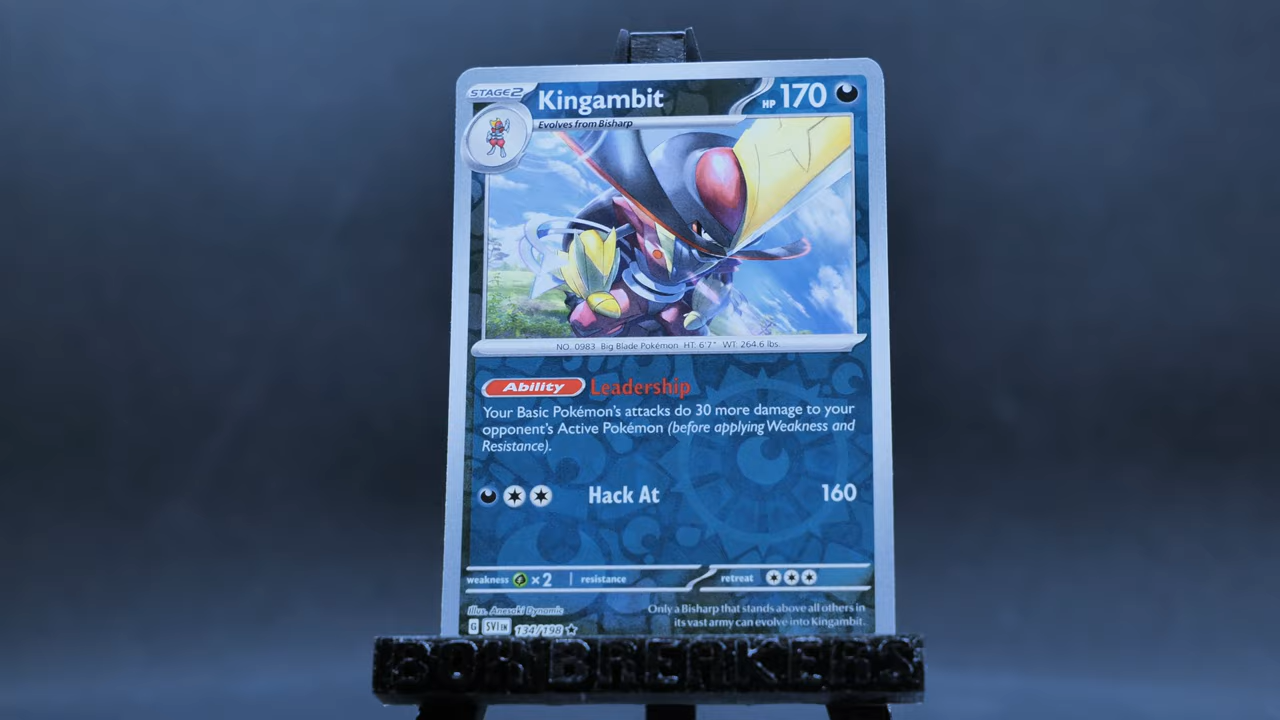 STAGE2 Kingambit HP 170
Evolves from Bisharp
NO. 0983 Big Blade Pokémon HT: 6'7" WT: 264.6 lbs.
Ability Leadership
Your Basic Pokémon's attacks do 30 more damage to your
opponent's Active Pokémon (before applying Weakness and
Resistance).
Hack At 160
weakness ×2 resistance retreat
Illus. Anesaki Dynamic
Only a Bisharp that stands above all others in
its vast army can evolve into Kingambit.
G SVI EN 134/198
BOXBREAKERS